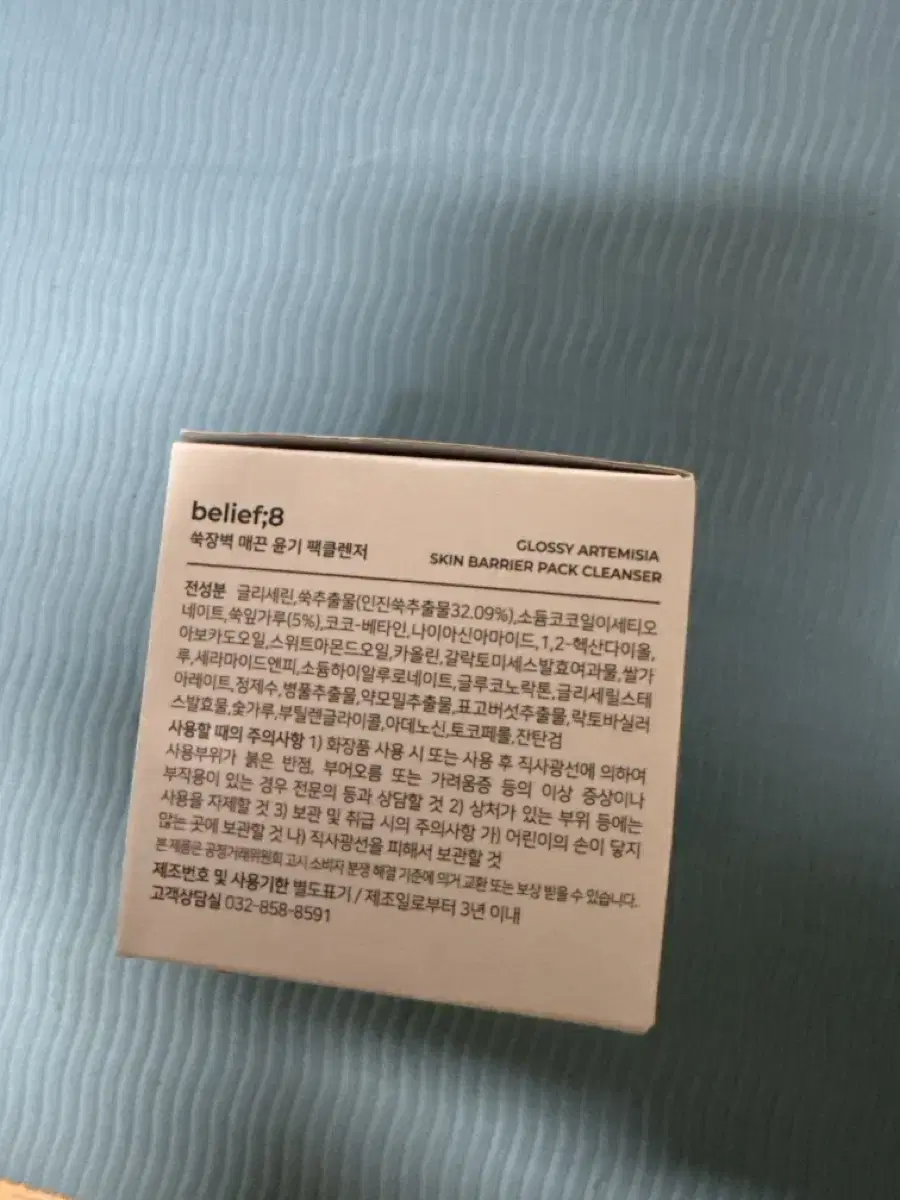 belief;8
쑥장벽 매끈 윤기 팩클렌저
GLOSSY ARTEMISIA
SKIN BARRIER PACK CLEANSER
전성분 글리세린,쑥추출물(인진쑥추출물32.09%),소듐코코일이세티오
네이트,쑥잎가루(5%),코코-베타인,나이아신아마이드,1,2-헥산다이올,
아보카도오일,스위트아몬드오일,카올린,갈락토미세스발효여과물,쌀가
루,세라마이드엔피,소듐하이알루로네이트,글루코노락톤,글리세릴스테
아레이트,정제수,병풀추출물,약모밀추출물,표고버섯추출물,락토바실러
스발효물,숯가루,부틸렌글라이콜,아데노신,토코페롤,잔탄검
사용할 때의 주의사항 1) 화장품 사용 시 또는 사용 후 직사광선에 의하여
사용부위가 붉은 반점, 부어오름 또는 가려움증 등의 이상 증상이나
부작용이 있는 경우 전문의 등과 상담할 것 2) 상처가 있는 부위 등에는
사용을 자제할 것 3) 보관 및 취급 시의 주의사항 가) 어린이의 손이 닿지
않는 곳에 보관할 것 나) 직사광선을 피해서 보관할 것
본 제품은 공정거래위원회 고시 소비자 분쟁 해결 기준에 의거 교환 또는 보상 받을 수 있습니다.
제조번호 및 사용기한 별도표기 / 제조일로부터 3년 이내
고객상담실 032-858-8591